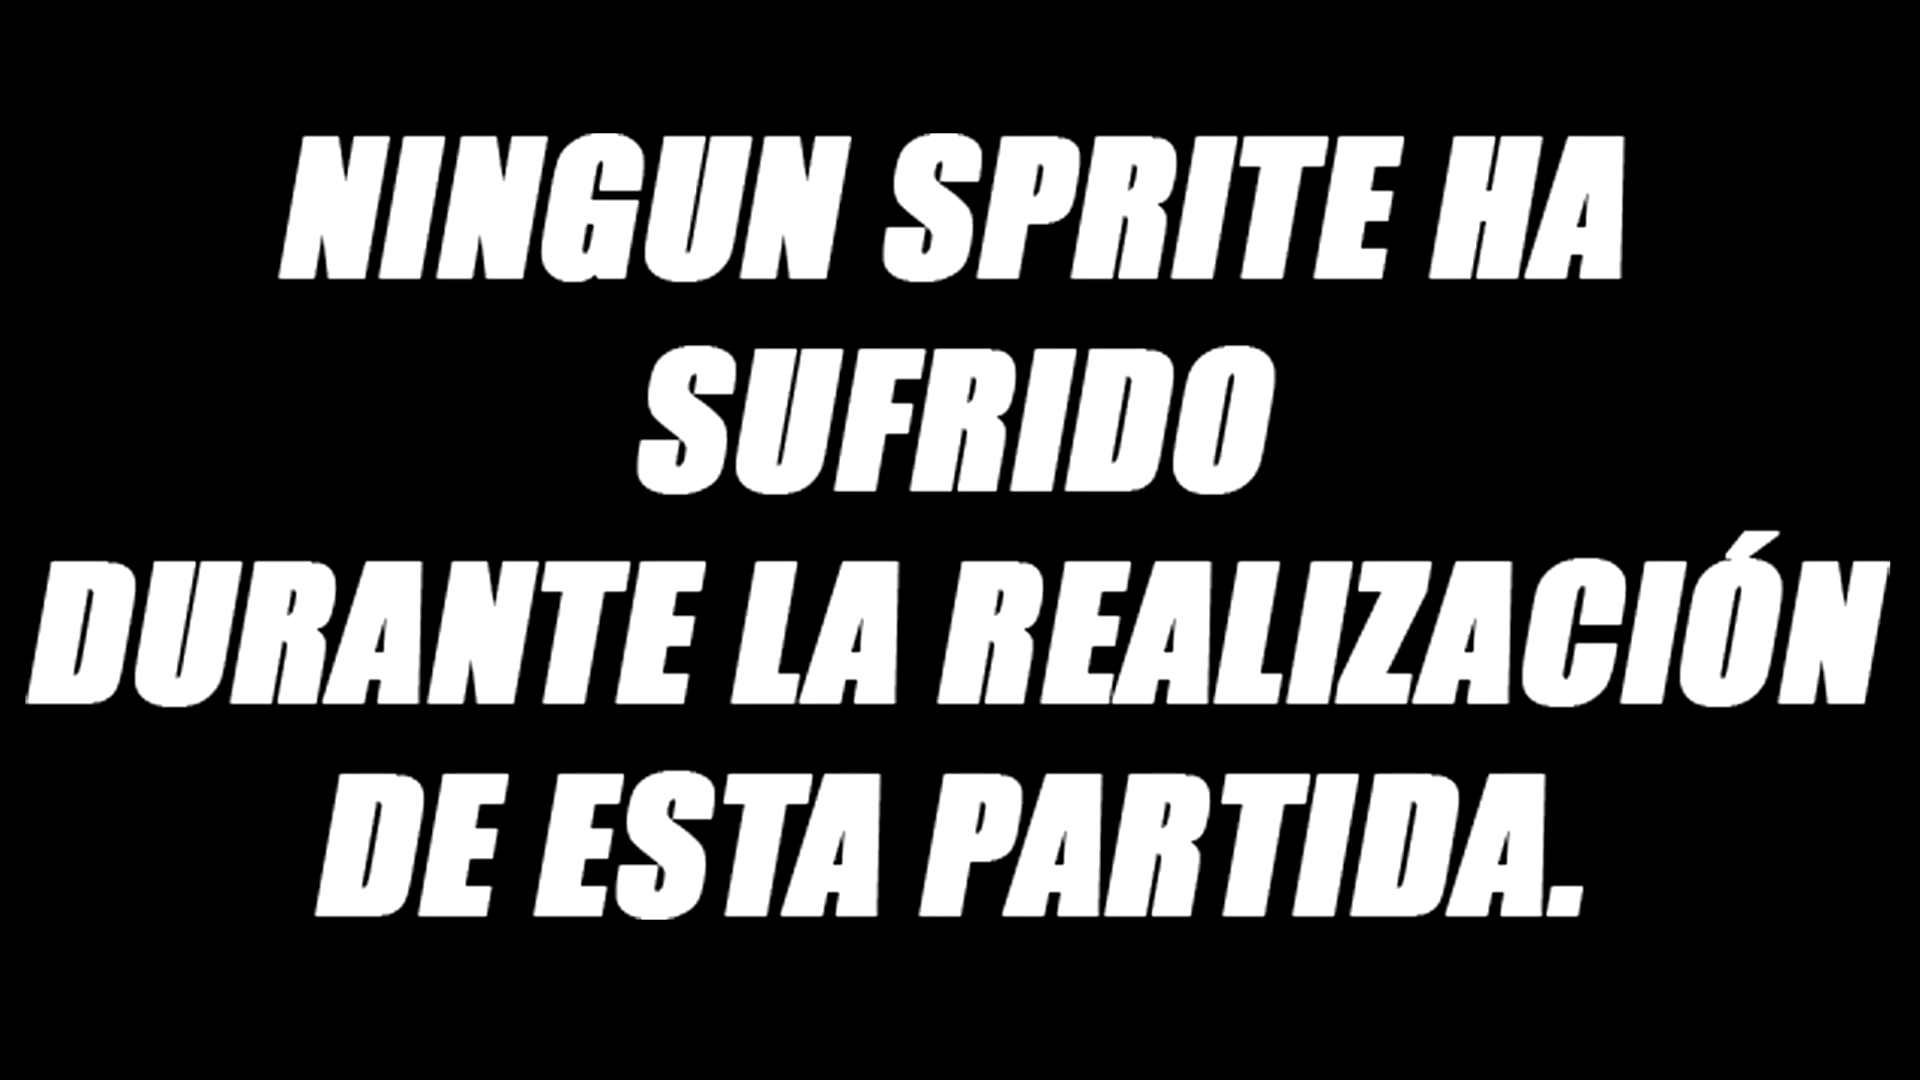 NINGUN SPRITE HA
SUFRIDO
DURANTE LA REALIZACIÓN
DE ESTA PARTIDA.